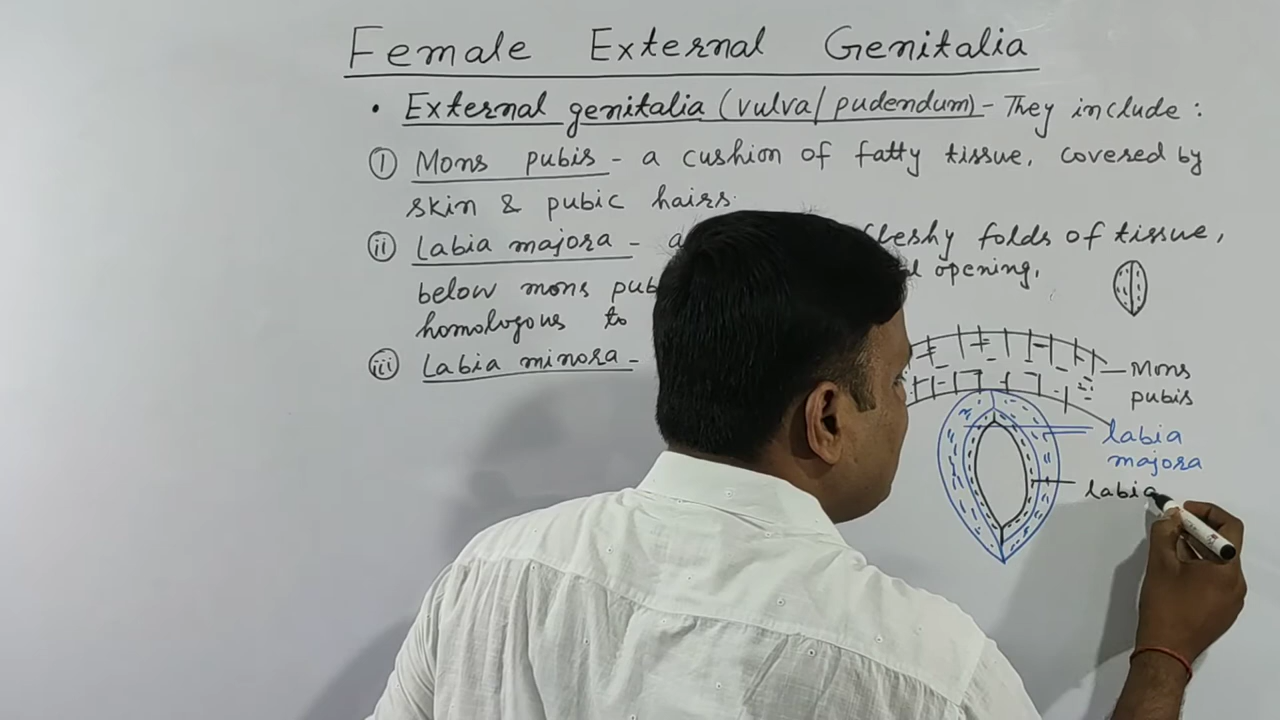 Female External Genitalia
• External genitalia (vulva/pudendum) - They include :
(i) Mons pubis - a cushion of fatty tissue, covered by
skin & pubic hairs.
(ii) Labia majora - a fleshy folds of tissue,
below mons pub opening.
homologous to
(iii) Labia minora -
Mons
pubis
labia
majora
labia